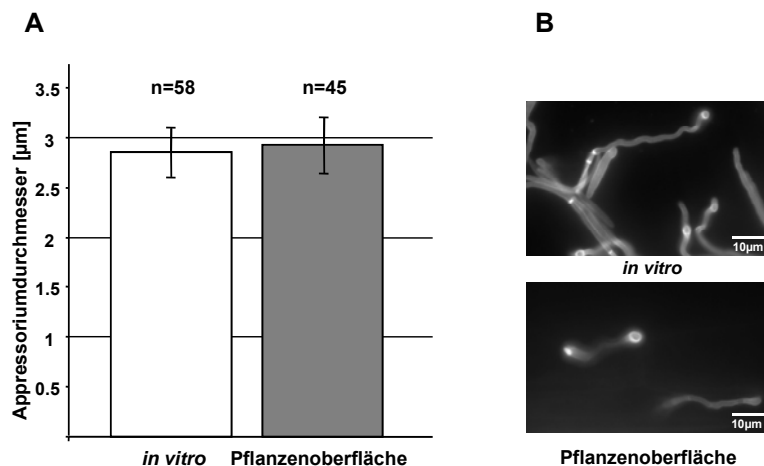 A
Appressoriumdurchmesser [µm]
3.5
3
2.5
2
1.5
1
0.5
n=58
n=45
in vitro
Pflanzenoberfläche
B
10µm
in vitro
10µm
Pflanzenoberfläche